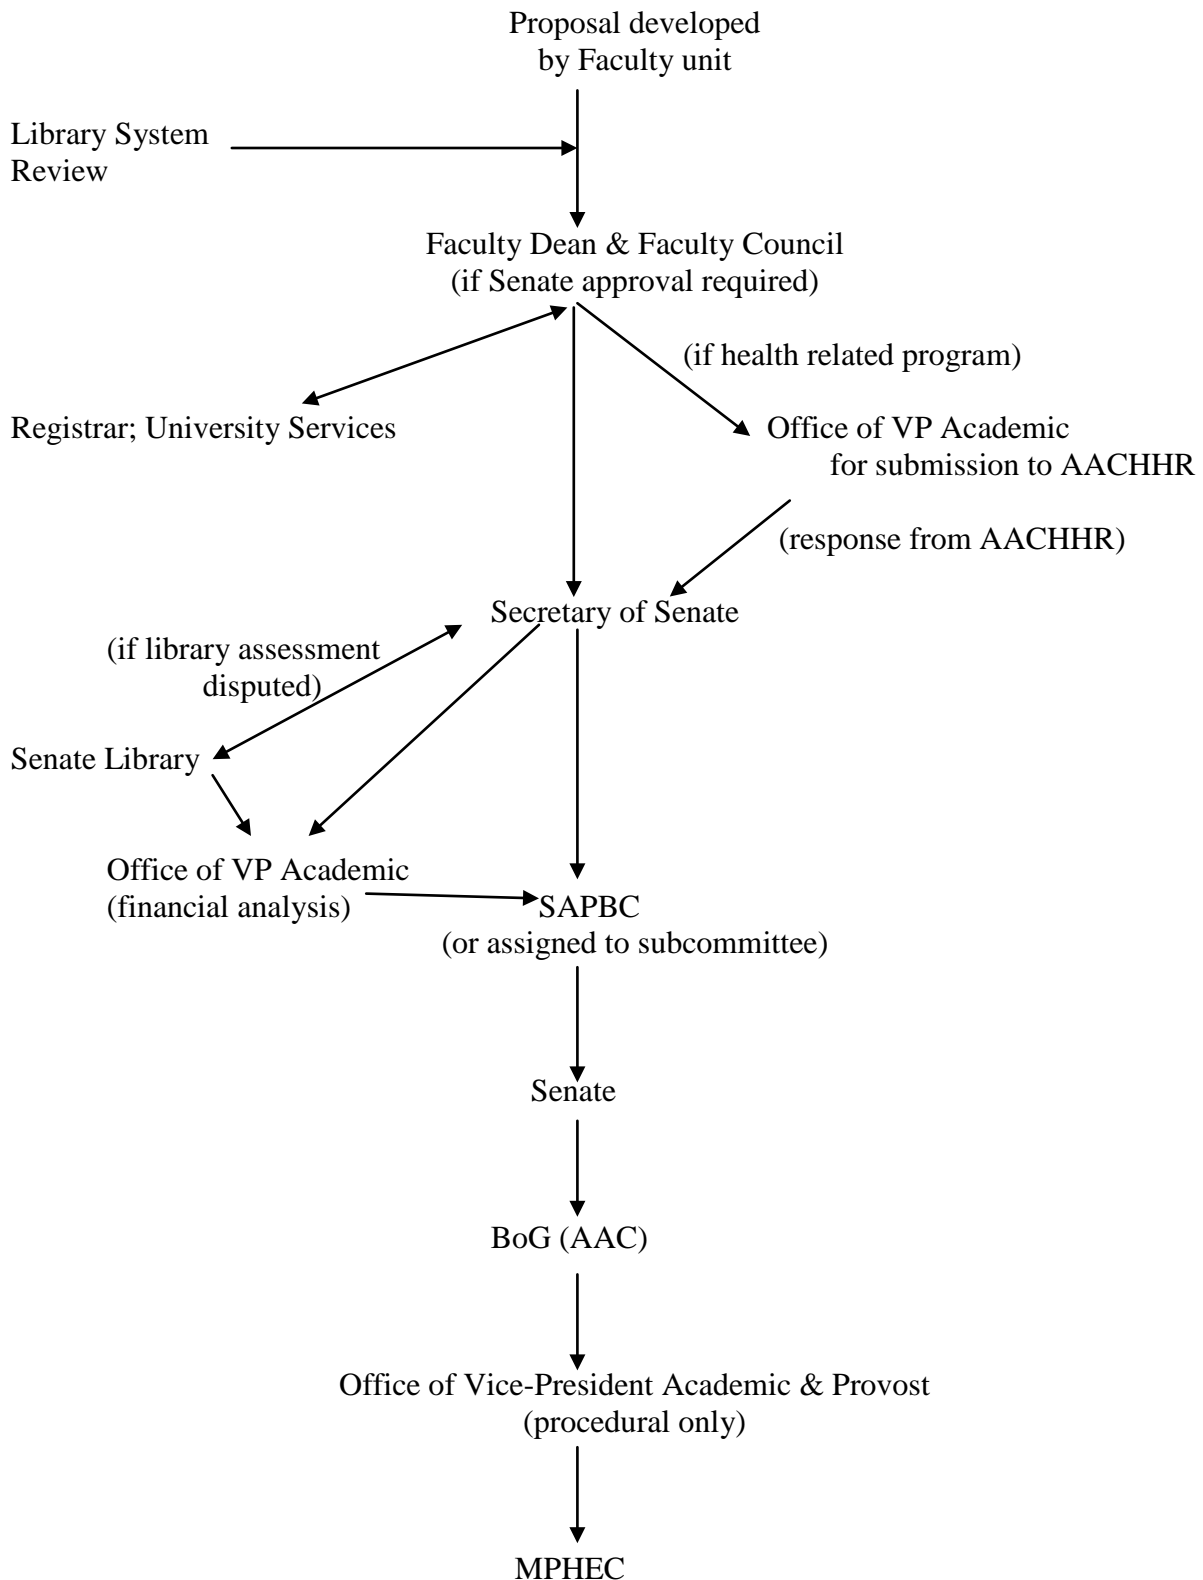 Proposal developed
by Faculty unit
Library System
Review
Faculty Dean & Faculty Council
(if Senate approval required)
(if health related program)
Registrar; University Services
Office of VP Academic
for submission to AACHHR
(response from AACHHR)
Secretary of Senate
(if library assessment
disputed)
Senate Library
Office of VP Academic
(financial analysis)
SAPBC
(or assigned to subcommittee)
Senate
BoG (AAC)
Office of Vice-President Academic & Provost
(procedural only)
MPHEC